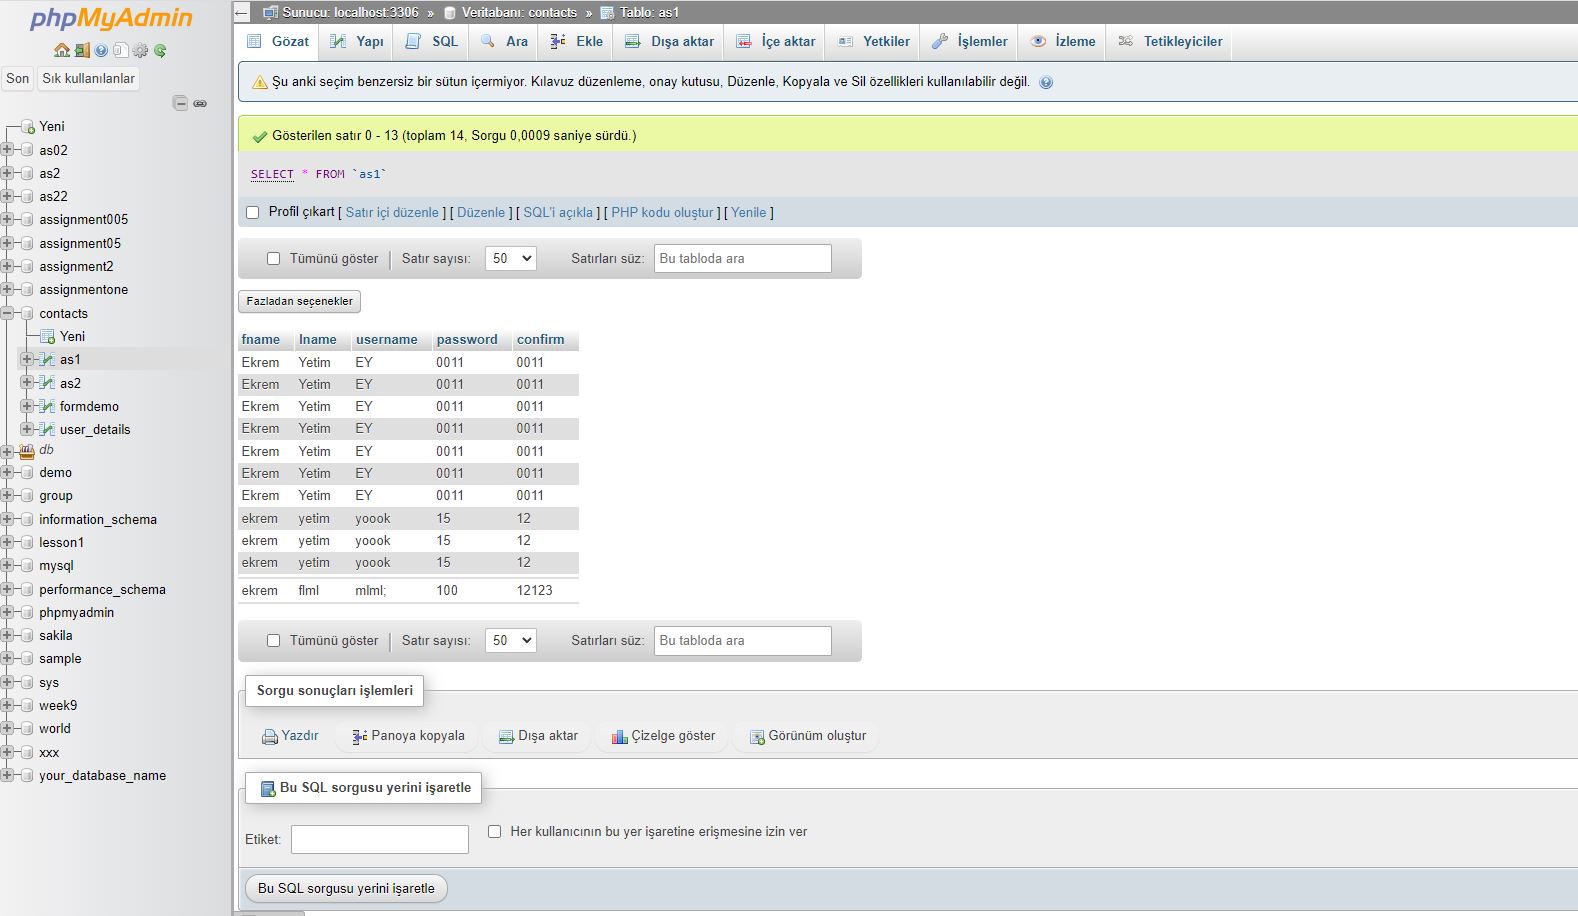 phpMyAdmin
Son Sık kullanılanlar
Yeni
as02
as2
as22
assignment005
assignment05
assignment2
assignmentone
contacts
Yeni
as1
as2
formdemo
user_details
db
demo
group
information_schema
lesson1
mysql
performance_schema
phpmyadmin
sakila
sample
sys
week9
world
xxx
your_database_name
Sunucu: localhost:3306 » Veritabanı: contacts » Tablo: as1
Gözat Yapı SQL Ara Ekle Dışa aktar İçe aktar Yetkiler İşlemler İzleme Tetikleyiciler
Şu anki seçim benzersiz bir sütun içermiyor. Kılavuz düzenleme, onay kutusu, Düzenle, Kopyala ve Sil özellikleri kullanılabilir değil.
Gösterilen satır 0 - 13 (toplam 14, Sorgu 0,0009 saniye sürdü.)
SELECT * FROM `as1`
Profil çıkart [ Satır içi düzenle ] [ Düzenle ] [ SQL'i açıkla ] [ PHP kodu oluştur ] [ Yenile ]
Tümünü göster | Satır sayısı: 50 Satırları süz: Bu tabloda ara
Fazladan seçenekler
fname lname username password confirm
Ekrem Yetim EY 0011 0011
Ekrem Yetim EY 0011 0011
Ekrem Yetim EY 0011 0011
Ekrem Yetim EY 0011 0011
Ekrem Yetim EY 0011 0011
Ekrem Yetim EY 0011 0011
Ekrem Yetim EY 0011 0011
ekrem yetim yoook 15 12
ekrem yetim yoook 15 12
ekrem yetim yoook 15 12
ekrem flml mlml; 100 12123
Tümünü göster | Satır sayısı: 50 Satırları süz: Bu tabloda ara
Sorgu sonuçları işlemleri
Yazdır Panoya kopyala Dışa aktar Çizelge göster Görünüm oluştur
Bu SQL sorgusu yerini işaretle
Etiket: Her kullanıcının bu yer işaretine erişmesine izin ver
Bu SQL sorgusu yerini işaretle